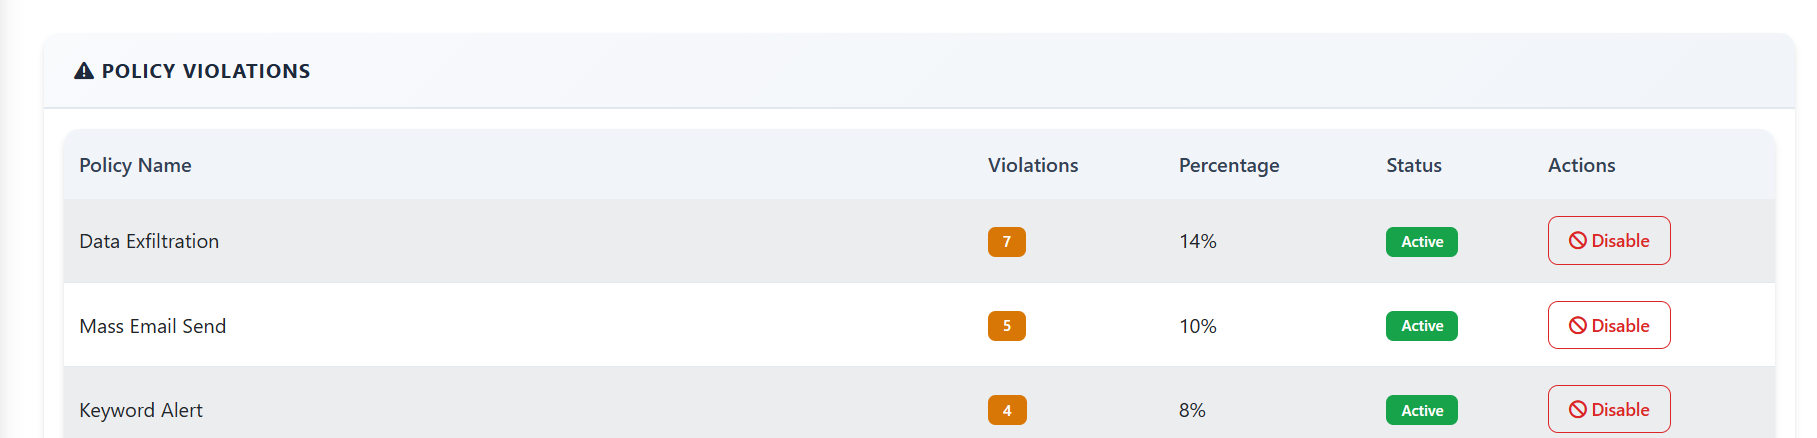 POLICY VIOLATIONS
Policy Name Violations Percentage Status Actions
Data Exfiltration 7 14% Active Disable
Mass Email Send 5 10% Active Disable
Keyword Alert 4 8% Active Disable